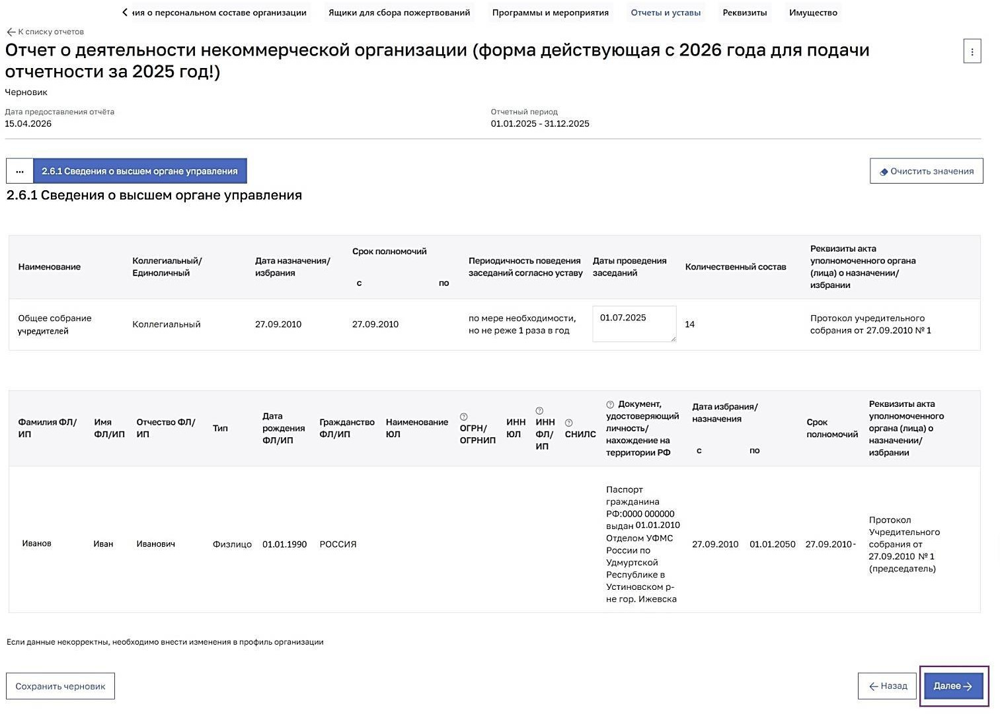 ния о персональном составе организации
Ящики для сбора пожертвований
Программы и мероприятия
Отчеты и уставы
Реквизиты
Имущество
К списку отчетов
Отчет о деятельности некоммерческой организации (форма действующая с 2026 года для подачи
отчетности за 2025 год!)
Черновик
Дата предоставления отчёта
15.04.2026
Отчетный период
01.01.2025 - 31.12.2025
...
2.6.1 Сведения о высшем органе управления
Очистить значения
2.6.1 Сведения о высшем органе управления
Наименование
Коллегиальный/
Единоличный
Дата назначения/
избрания
Срок полномочий
с
по
Периодичность поведения
заседаний согласно уставу
Даты проведения
заседаний
Количественный состав
Реквизиты акта
уполномоченного органа
(лица) о назначении/
избрании
Общее собрание
учредителей
Коллегиальный
27.09.2010
27.09.2010
по мере необходимости,
но не реже 1 раза в год
01.07.2025
14
Протокол учредительного
собрания от 27.09.2010 № 1
Фамилия ФЛ/
ИП
Имя
ФЛ/ИП
Отчество ФЛ/
ИП
Тип
Дата
рождения
ФЛ/ИП
Гражданство
ФЛ/ИП
Наименование
ЮЛ
?
ОГРН/
ОГРНИП
ИНН
ЮЛ
?
ИНН
ФЛ/
ИП
?
СНИЛС
? Документ,
удостоверяющий
личность/
нахождение на
территории РФ
Дата избрания/
назначения
с
по
Срок
полномочий
Реквизиты акта
уполномоченного
органа (лица) о
назначении/
избрании
Иванов
Иван
Иванович
Физлицо
01.01.1990
РОССИЯ
Паспорт
гражданина
РФ:0000 000000
выдан 01.01.2010
Отделом УФМС
России по
Удмуртской
Республике в
Устиновском р-
не гор. Ижевска
27.09.2010
01.01.2050
27.09.2010-
Протокол
Учредительного
собрания от
27.09.2010 № 1
(председатель)
Если данные некорректны, необходимо внести изменения в профиль организации
Сохранить черновик
Назад
Далее